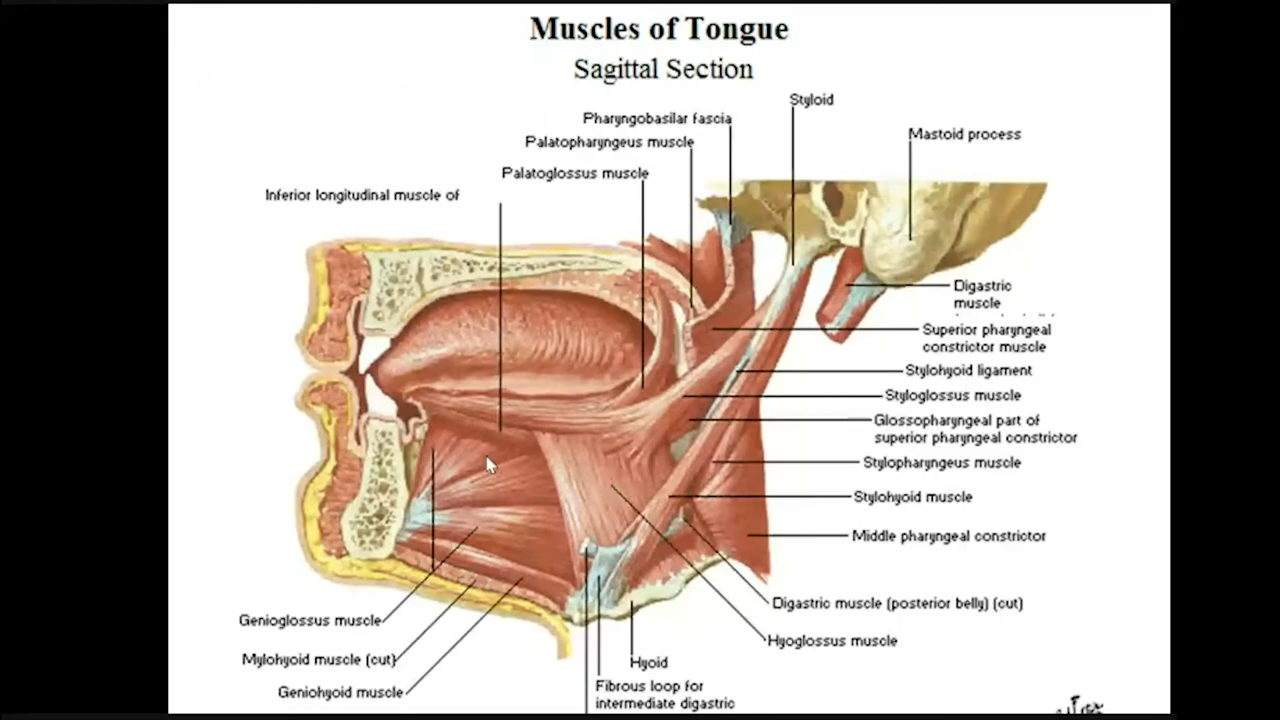 Muscles of Tongue
Sagittal Section
Styloid
Pharyngobasilar fascia
Mastoid process
Palatopharyngeus muscle
Palatoglossus muscle
Inferior longitudinal muscle of
Digastric
muscle
Superior pharyngeal
constrictor muscle
Stylohyoid ligament
Styloglossus muscle
Glossopharyngeal part of
superior pharyngeal constrictor
Stylopharyngeus muscle
Stylohyoid muscle
Middle pharyngeal constrictor
Digastric muscle (posterior belly) (cut)
Genioglossus muscle
Hyoglossus muscle
Mylohyoid muscle (cut)
Hyoid
Geniohyoid muscle
Fibrous loop for
intermediate digastric